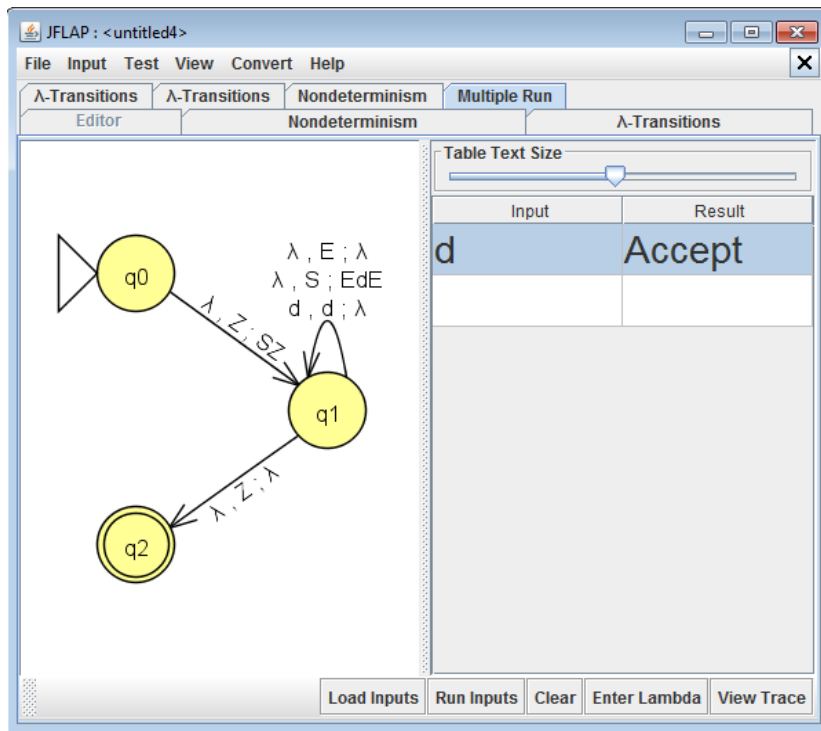 JFLAP : <untitled4>
File Input Test View Convert Help
λ-Transitions λ-Transitions Nondeterminism Multiple Run
Editor Nondeterminism λ-Transitions
Table Text Size
Input Result
d Accept
q0
λ , E ; λ
λ , S ; EdE
d , d ; λ
λ , Z ; SZ
q1
λ , Z ; λ
q2
Load Inputs Run Inputs Clear Enter Lambda View Trace